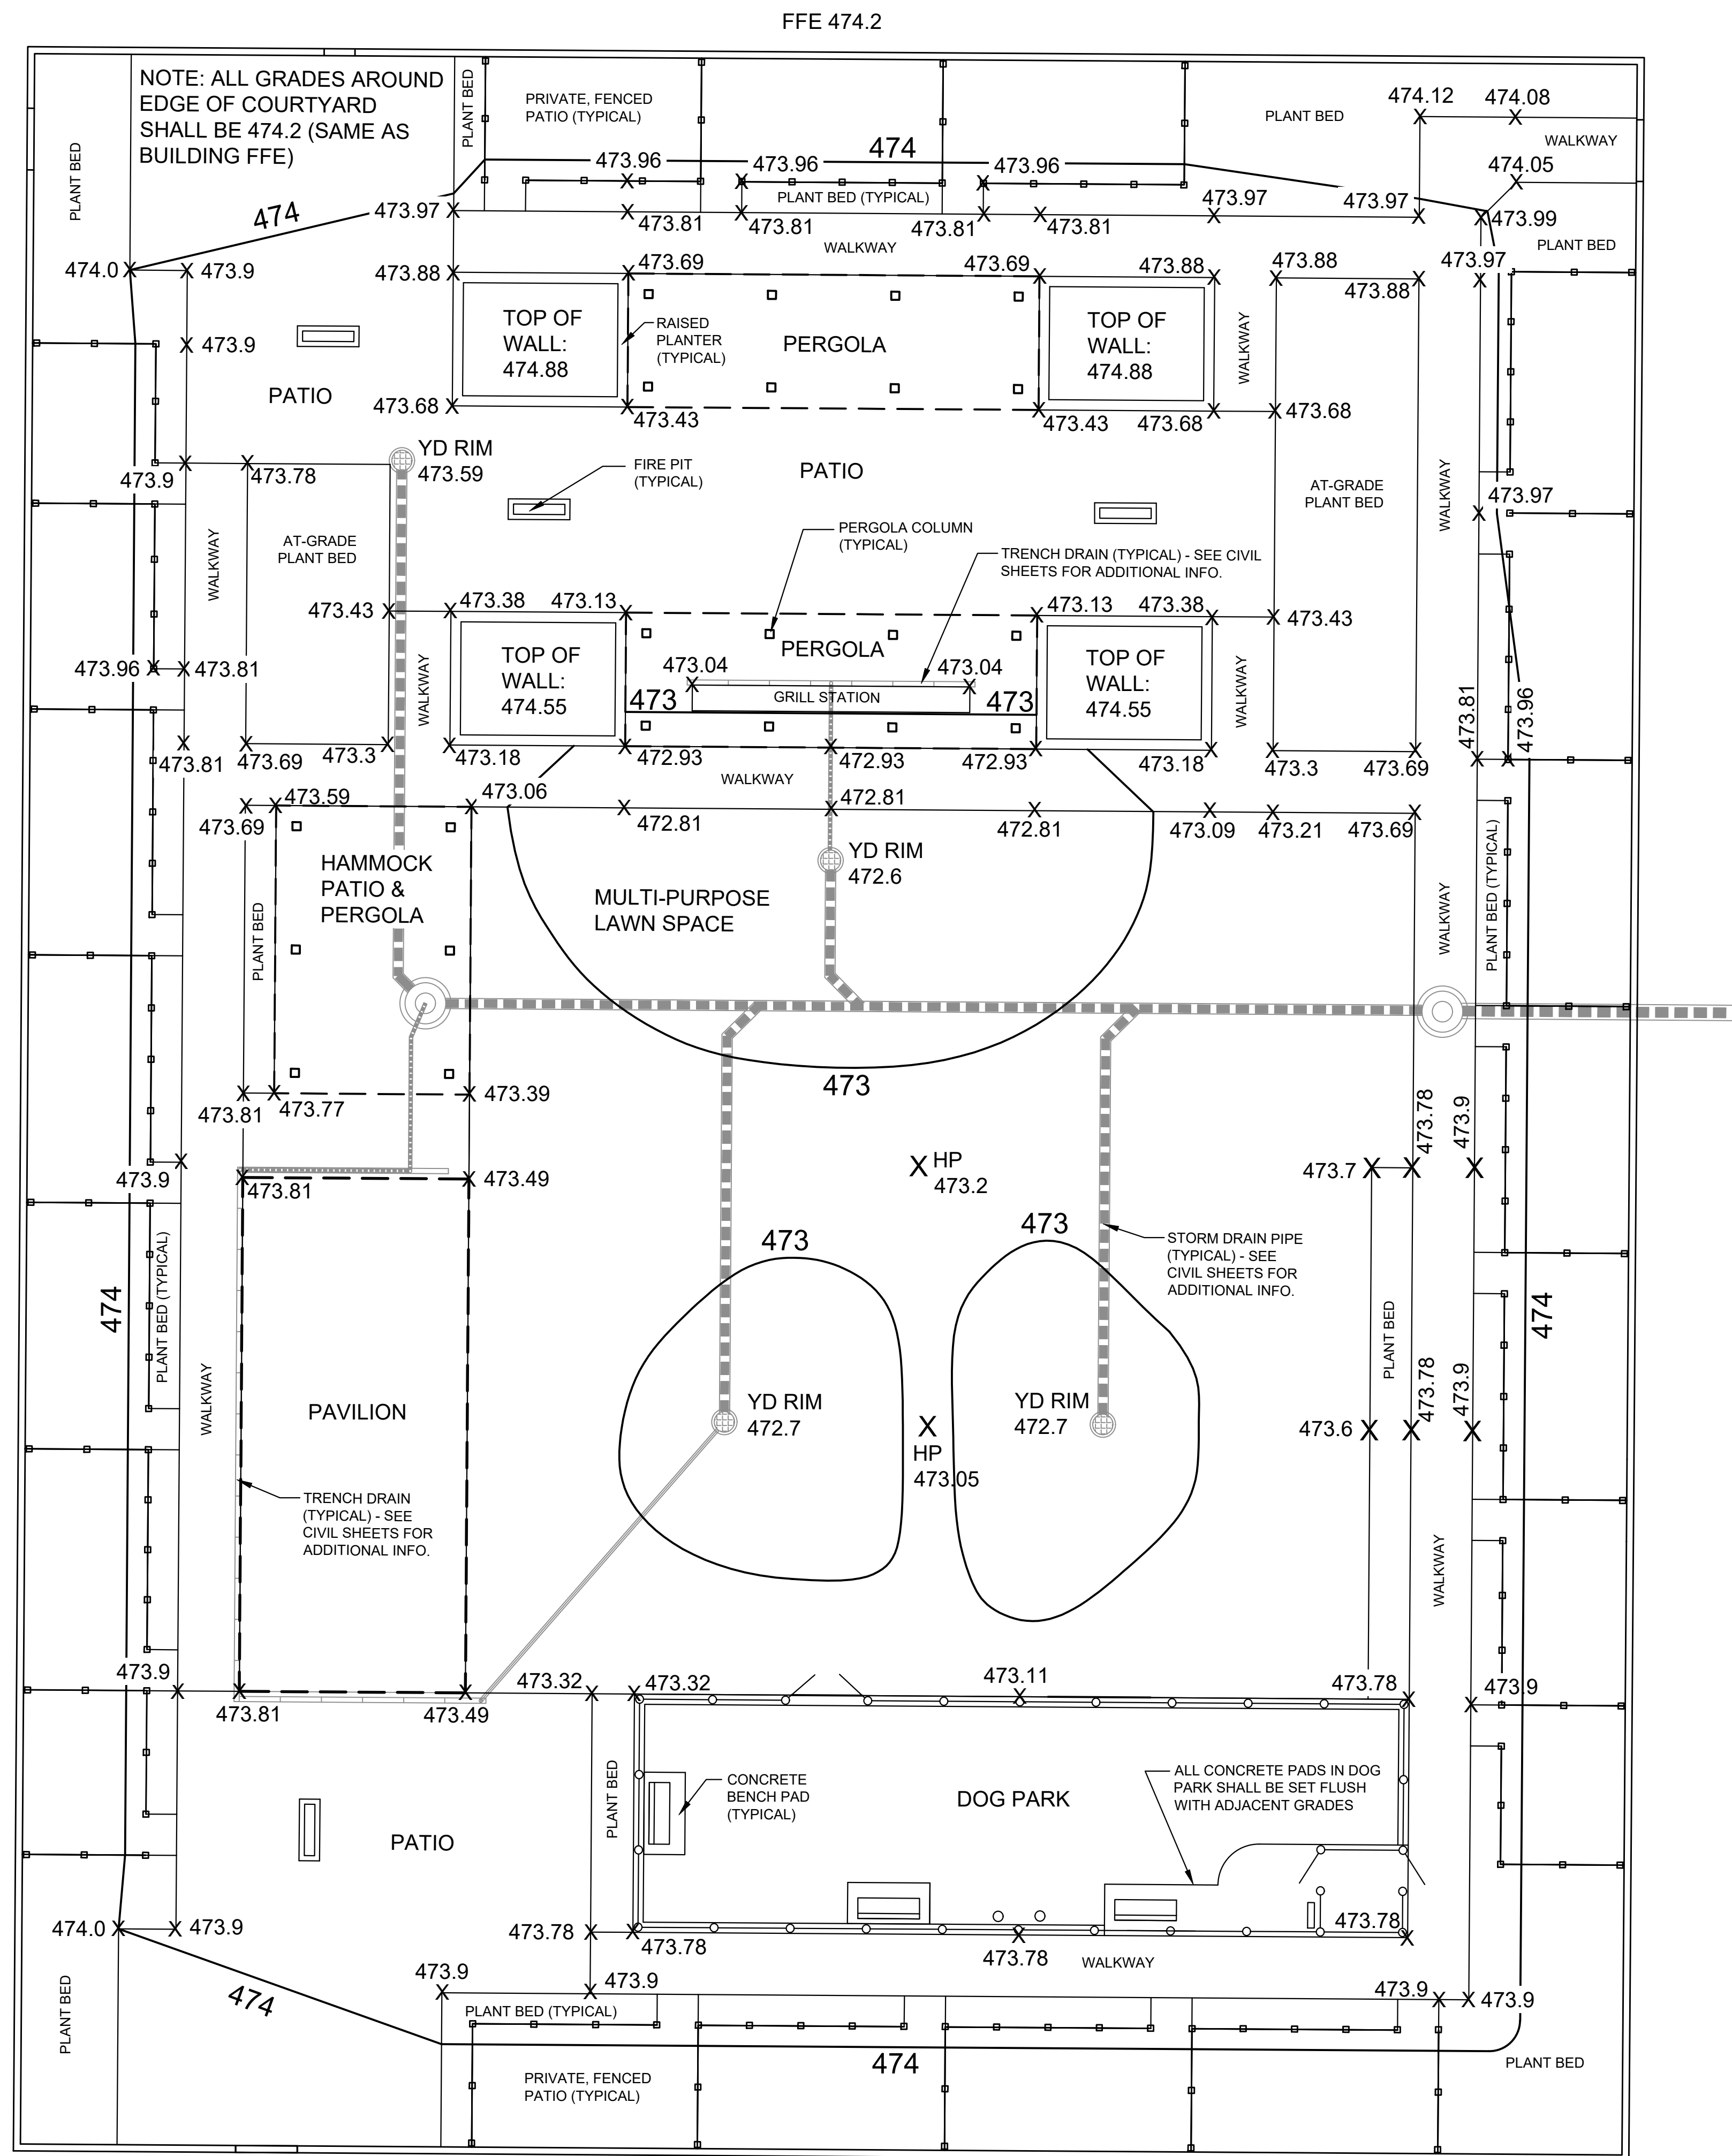 FFE 474.2
NOTE: ALL GRADES AROUND
EDGE OF COURTYARD
SHALL BE 474.2 (SAME AS
BUILDING FFE)
PLANT BED
PLANT BED
PRIVATE, FENCED
PATIO (TYPICAL)
PLANT BED
474.12
474.08
WALKWAY
474.05
474
473.96
473.96
473.96
PLANT BED (TYPICAL)
474
473.97
473.81
473.81
473.81
473.81
473.97
473.97
473.99
PLANT BED
WALKWAY
474.0
473.9
473.88
473.69
473.69
473.88
473.88
473.88
473.97
473.9
TOP OF
WALL:
474.88
RAISED
PLANTER
(TYPICAL)
PERGOLA
TOP OF
WALL:
474.88
WALKWAY
PATIO
473.68
473.43
473.43
473.68
473.68
YD RIM
473.59
473.9
473.78
FIRE PIT
(TYPICAL)
PATIO
AT-GRADE
PLANT BED
WALKWAY
473.97
WALKWAY
AT-GRADE
PLANT BED
PERGOLA COLUMN
(TYPICAL)
TRENCH DRAIN (TYPICAL) - SEE CIVIL
SHEETS FOR ADDITIONAL INFO.
473.43
473.38
473.13
473.13
473.38
473.43
473.96
473.81
WALKWAY
TOP OF
WALL:
474.55
PERGOLA
473.04
473.04
GRILL STATION
473
473
TOP OF
WALL:
474.55
WALKWAY
473.81
473.96
473.81
473.69
473.3
473.18
472.93
472.93
472.93
473.18
473.3
473.69
WALKWAY
473.59
473.06
472.81
473.69
472.81
472.81
473.09
473.21
473.69
HAMMOCK
PATIO &
PERGOLA
PLANT BED
YD RIM
472.6
MULTI-PURPOSE
LAWN SPACE
WALKWAY
PLANT BED (TYPICAL)
473
473.81
473.77
473.39
473.78
473.9
473.9
473.81
473.49
HP
473.2
473.7
PLANT BED (TYPICAL)
474
WALKWAY
473
473
STORM DRAIN PIPE
(TYPICAL) - SEE
CIVIL SHEETS FOR
ADDITIONAL INFO.
PLANT BED
474
PAVILION
YD RIM
472.7
HP
473.05
YD RIM
472.7
473.6
473.78
473.9
TRENCH DRAIN
(TYPICAL) - SEE
CIVIL SHEETS FOR
ADDITIONAL INFO.
WALKWAY
473.9
473.81
473.49
473.32
473.32
473.11
473.78
473.9
PLANT BED
CONCRETE
BENCH PAD
(TYPICAL)
DOG PARK
ALL CONCRETE PADS IN DOG
PARK SHALL BE SET FLUSH
WITH ADJACENT GRADES
PATIO
474.0
473.9
473.78
473.78
473.78
473.78
WALKWAY
PLANT BED
474
473.9
473.9
473.9
473.9
PLANT BED (TYPICAL)
474
PLANT BED
PRIVATE, FENCED
PATIO (TYPICAL)